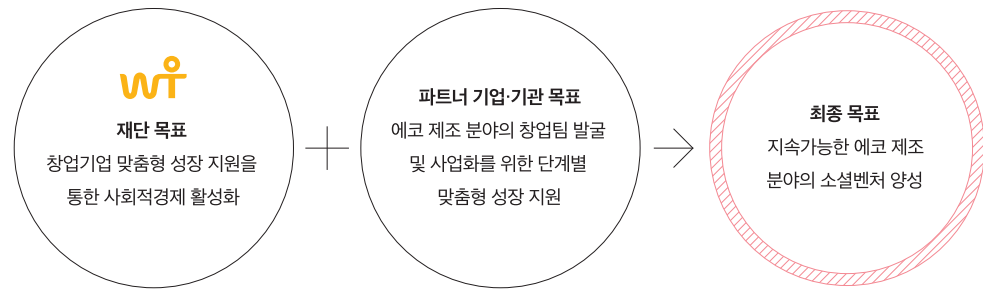 재단 목표
창업기업 맞춤형 성장 지원을
통한 사회적경제 활성화
파트너 기업·기관 목표
에코 제조 분야의 창업팀 발굴
및 사업화를 위한 단계별
맞춤형 성장 지원
최종 목표
지속가능한 에코 제조
분야의 소셜벤처 양성